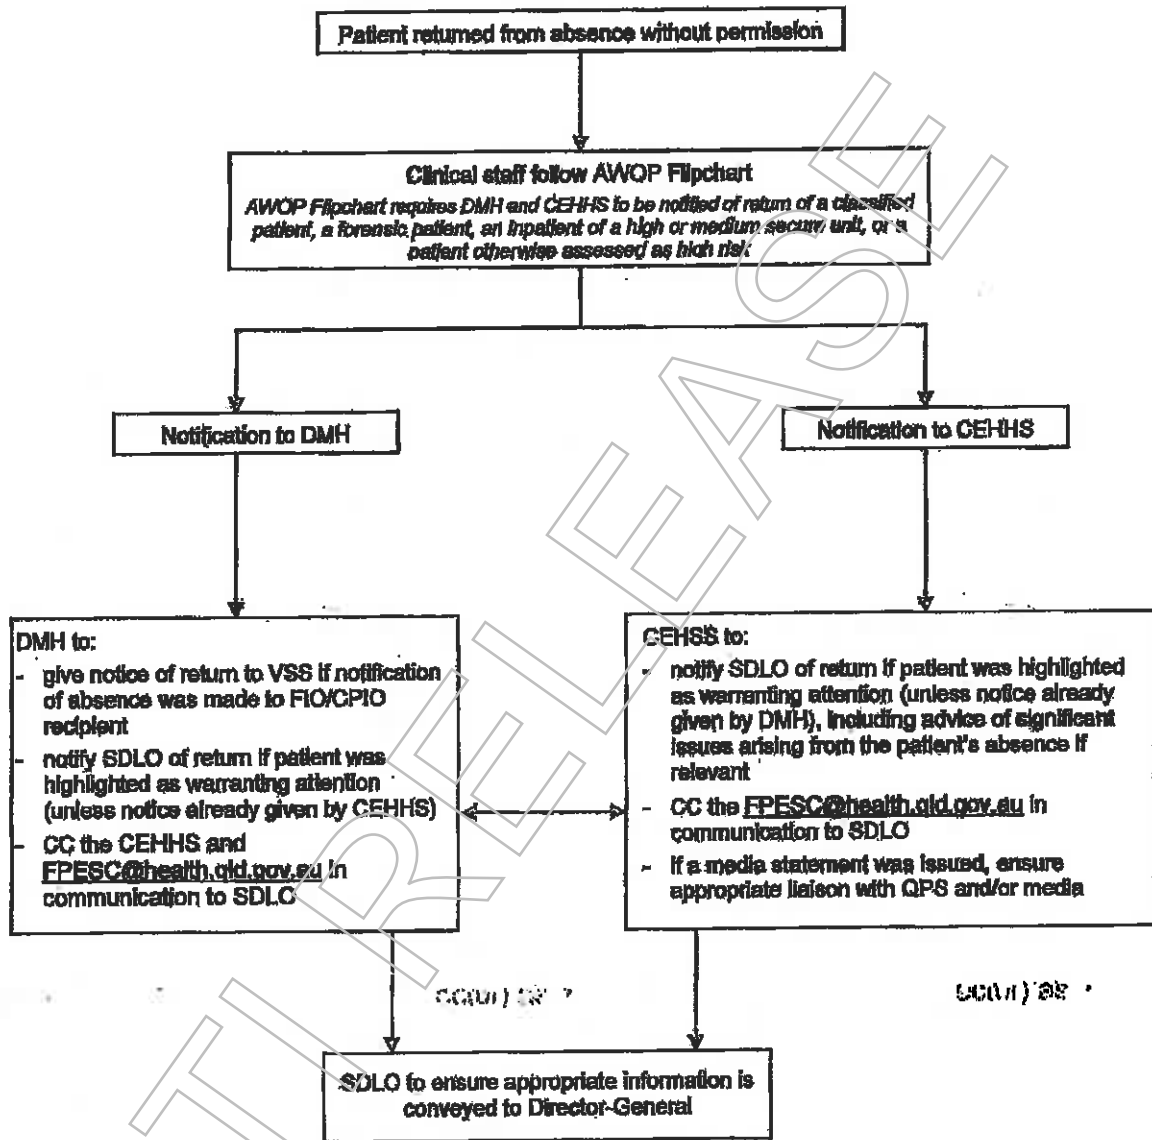 Patient returned from absence without permission
Clinical staff follow AWOP Flipchart
AWOP Flipchart requires DMH and CEHHS to be notified of return of a classified
patient, a forensic patient, an inpatient of a high or medium secure unit, or a
patient otherwise assessed as high risk
Notification to DMH
Notification to CEHHS
DMH to:
- give notice of return to VSS if notification
of absence was made to FIO/CPIO
recipient
- notify SDLO of return if patient was
highlighted as warranting attention
(unless notice already given by CEHHS)
- CC the CEHHS and
FPESC@health.qld.gov.au in
communication to SDLO
CEHSS to:
- notify SDLO of return if patient was highlighted
as warranting attention (unless notice already
given by DMH), including advice of significant
issues arising from the patient's absence if
relevant
- CC the FPESC@health.qld.gov.au in
communication to SDLO
- If a media statement was issued, ensure
appropriate liaison with QPS and/or media
SDLO to ensure appropriate information is
conveyed to Director-General
RTI RELEASE